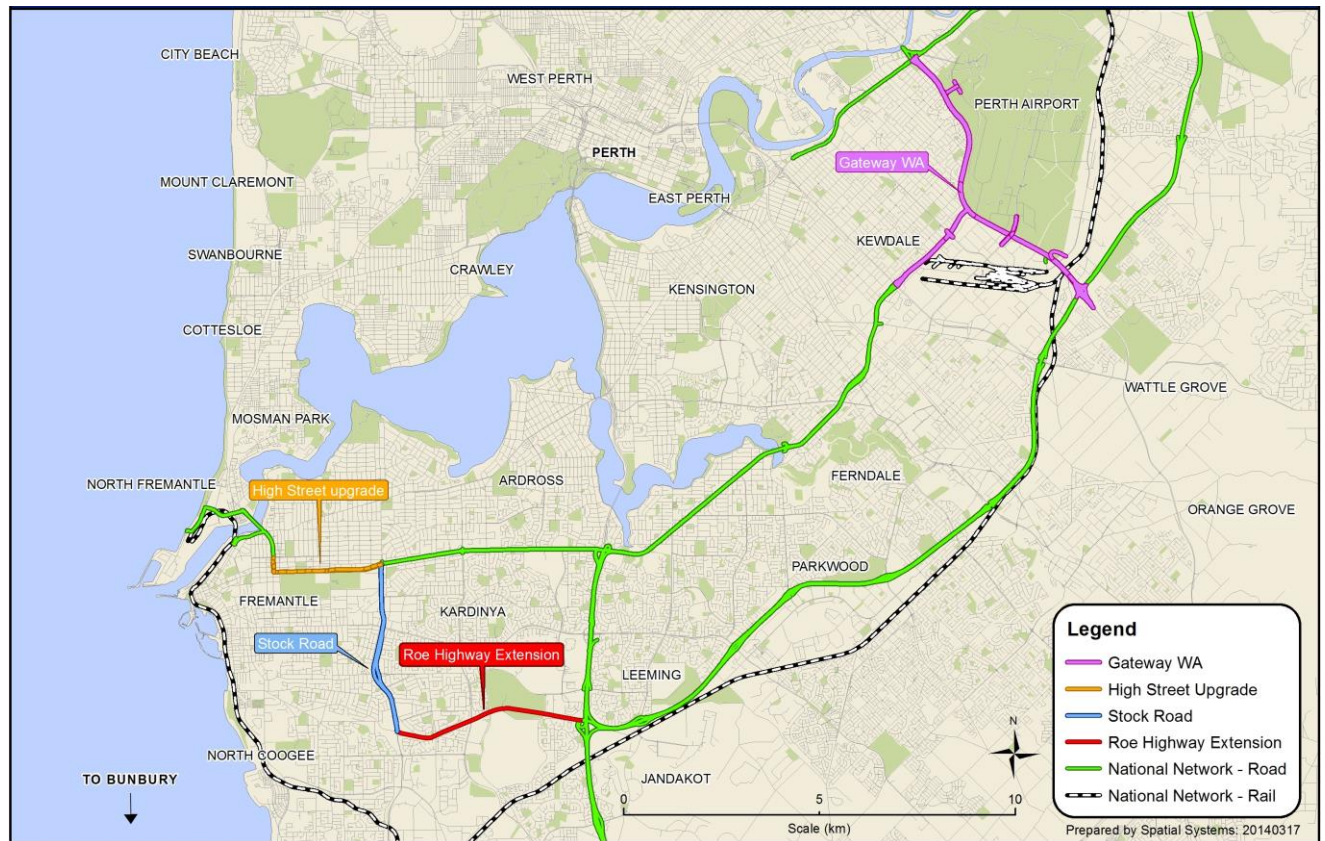 CITY BEACH
WEST PERTH
PERTH AIRPORT
PERTH
Gateway WA
MOUNT CLAREMONT
EAST PERTH
KEWDALE
SWANBOURNE
CRAWLEY
KENSINGTON
COTTESLOE
WATTLE GROVE
MOSMAN PARK
NORTH FREMANTLE
High Street upgrade
ARDROSS
FERNDALE
ORANGE GROVE
PARKWOOD
FREMANTLE
KARDINYA
Stock Road
Roe Highway Extension
LEEMING
NORTH COOGEE
TO BUNBURY
JANDAKOT
N
0 5 10
Scale (km)
Legend
Gateway WA
High Street Upgrade
Stock Road
Roe Highway Extension
National Network - Road
National Network - Rail
Prepared by Spatial Systems: 20140317